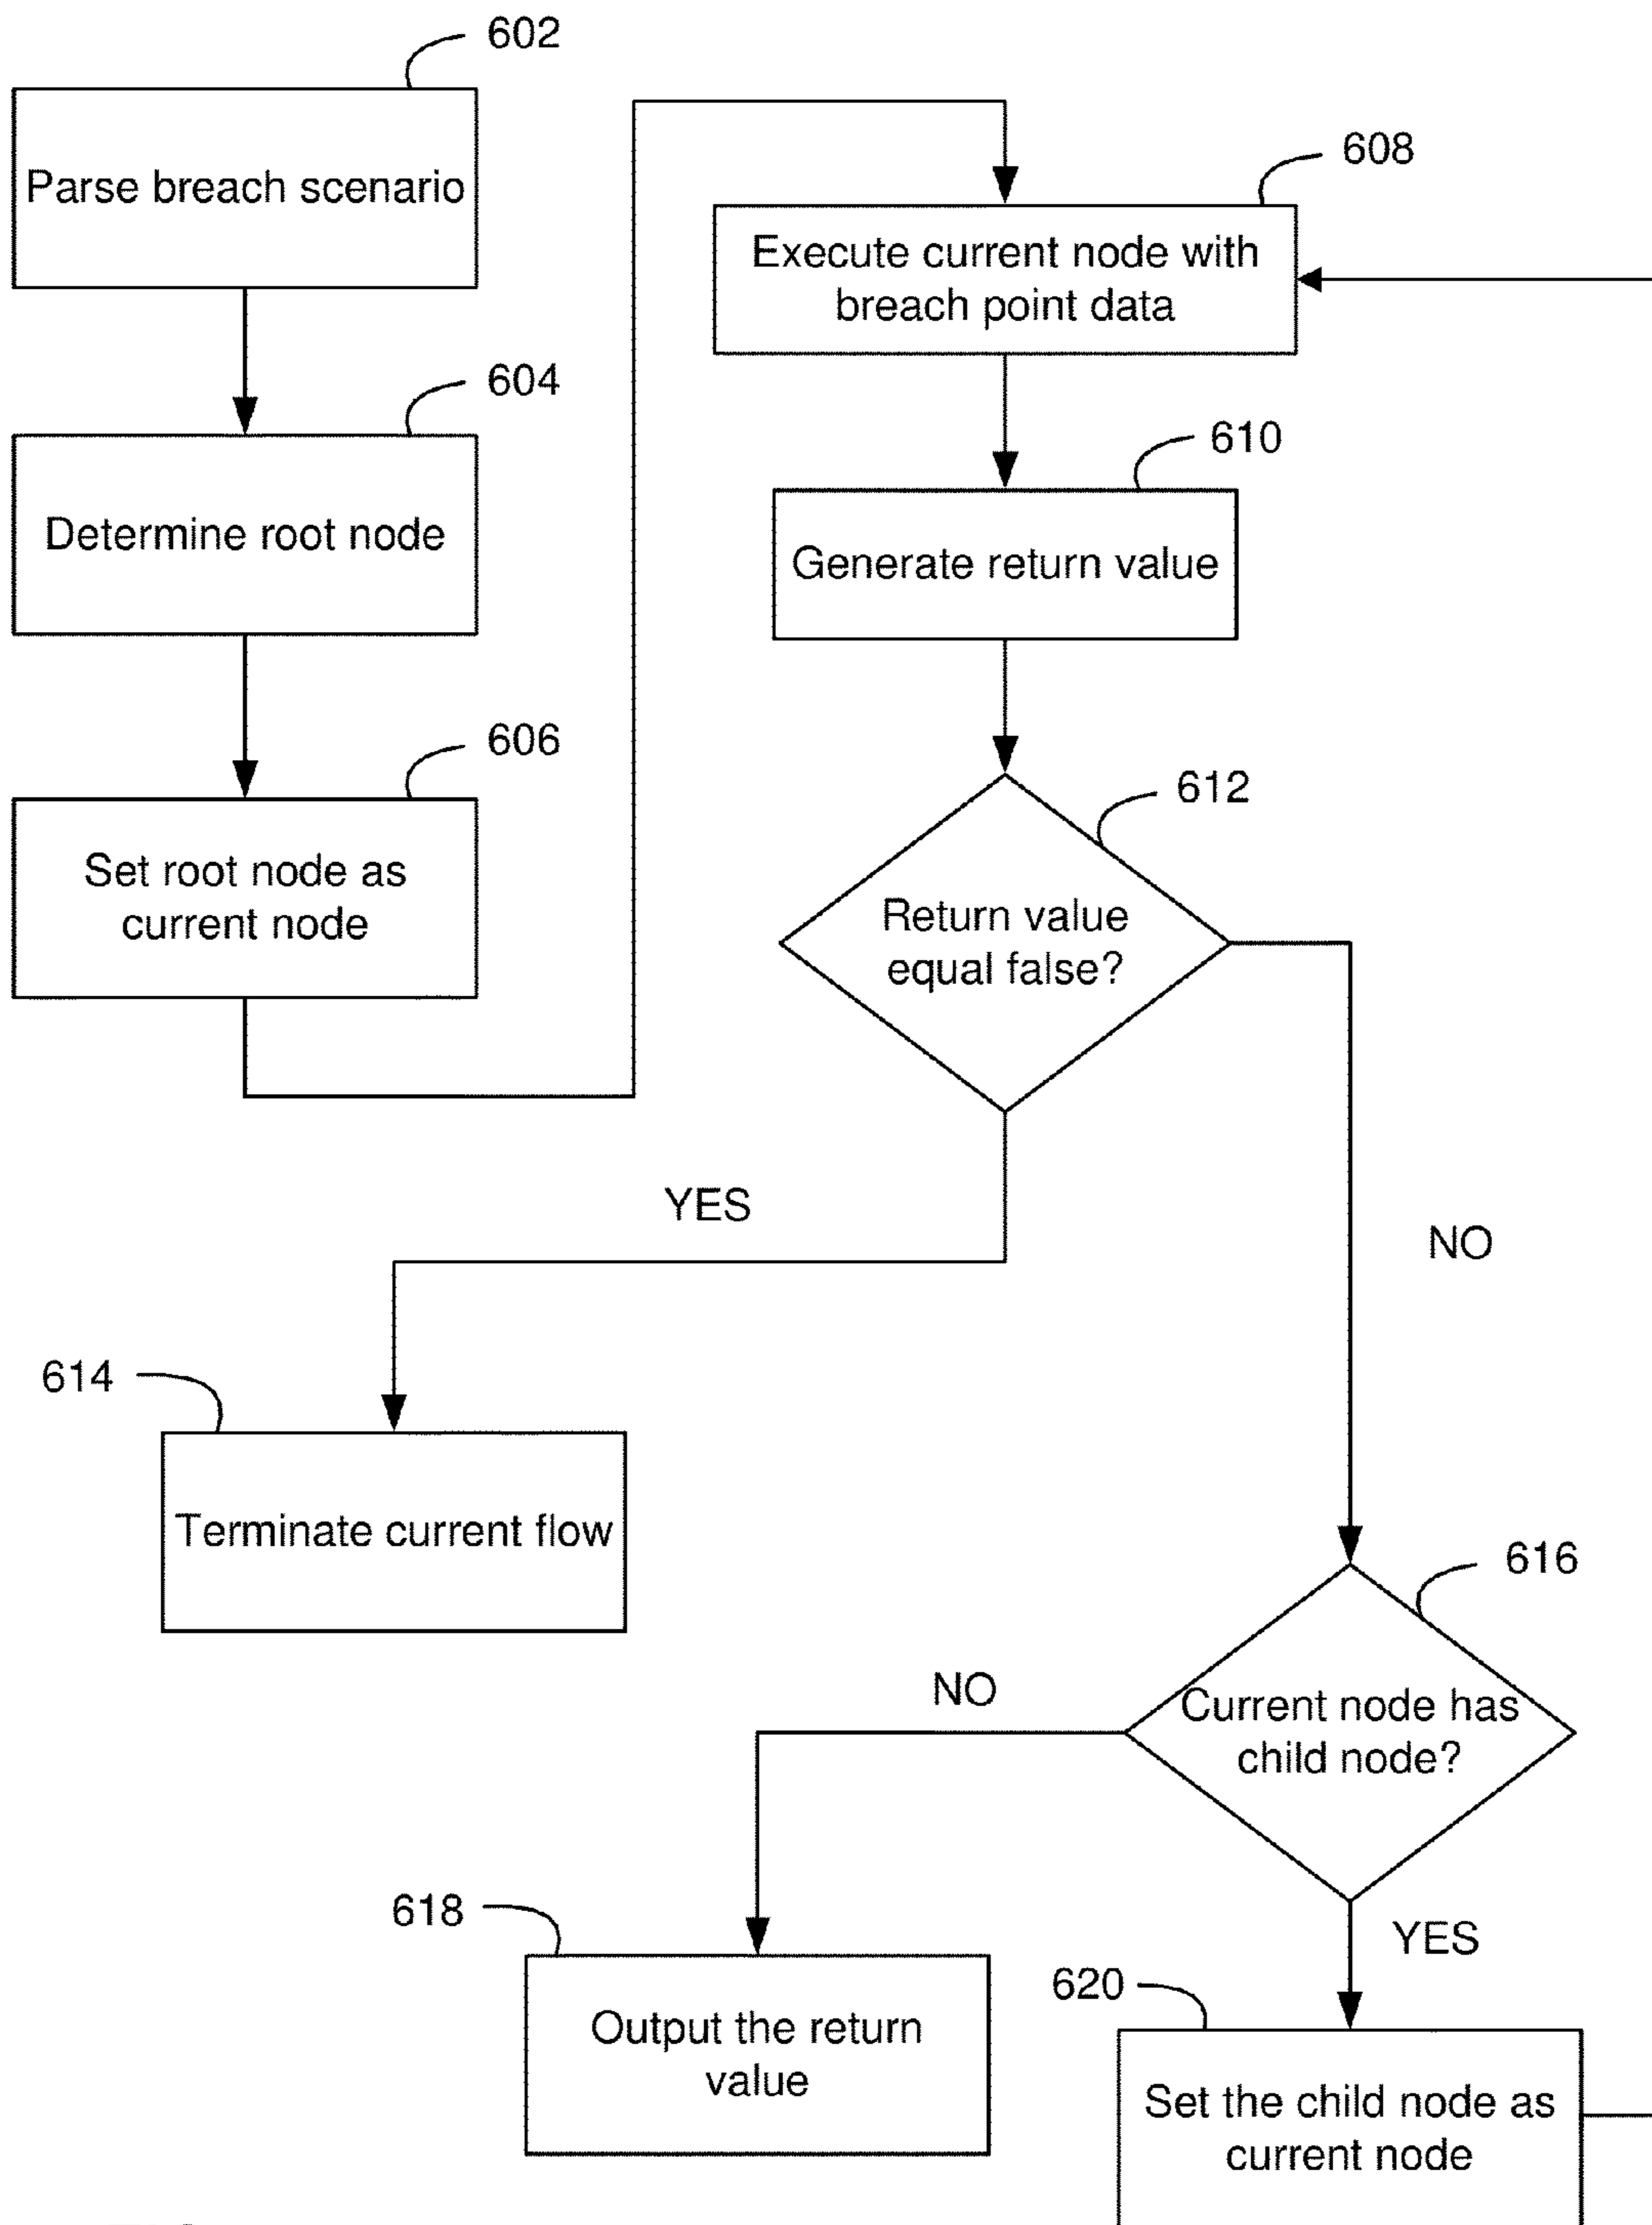 602
Parse breach scenario
604
Determine root node
606
Set root node as
current node
608
Execute current node with
breach point data
610
Generate return value
612
Return value
equal false?
YES
NO
614
Terminate current flow
616
Current node has
child node?
NO
YES
618
Output the return
value
620
Set the child node as
current node